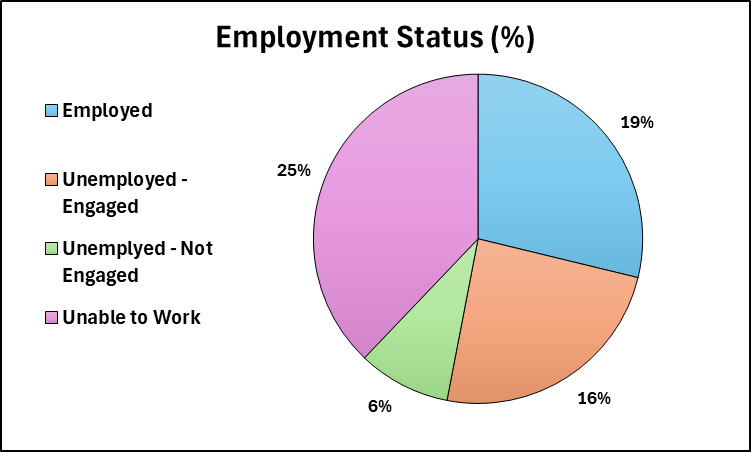 Employment Status (%)
Employed
Unemployed -
Engaged
Unemplyed - Not
Engaged
Unable to Work
19%
25%
16%
6%